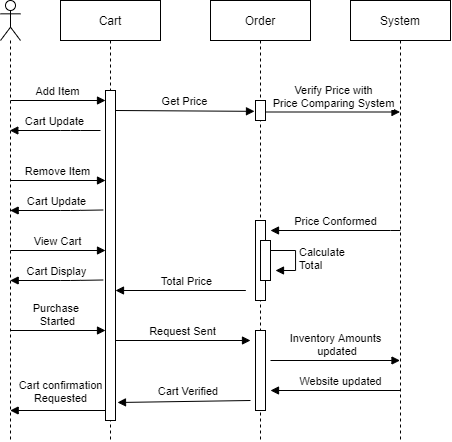 Cart
Order
System
Add Item
Get Price
Verify Price with
Price Comparing System
Cart Update
Remove Item
Cart Update
Price Conformed
View Cart
Calculate
Total
Cart Display
Total Price
Purchase
Started
Request Sent
Inventory Amounts
updated
Website updated
Cart confirmation
Requested
Cart Verified